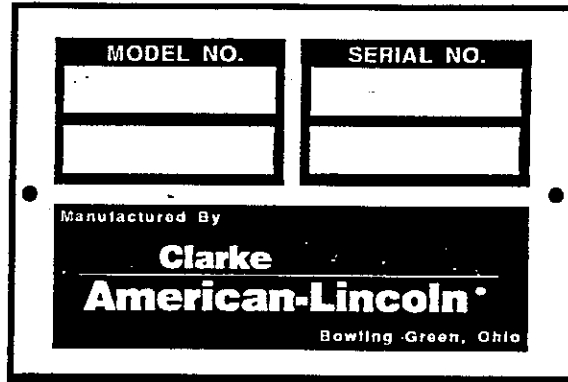 MODEL NO.
SERIAL NO.
Manufactured By
Clarke
American-Lincoln
Bowling Green, Ohio